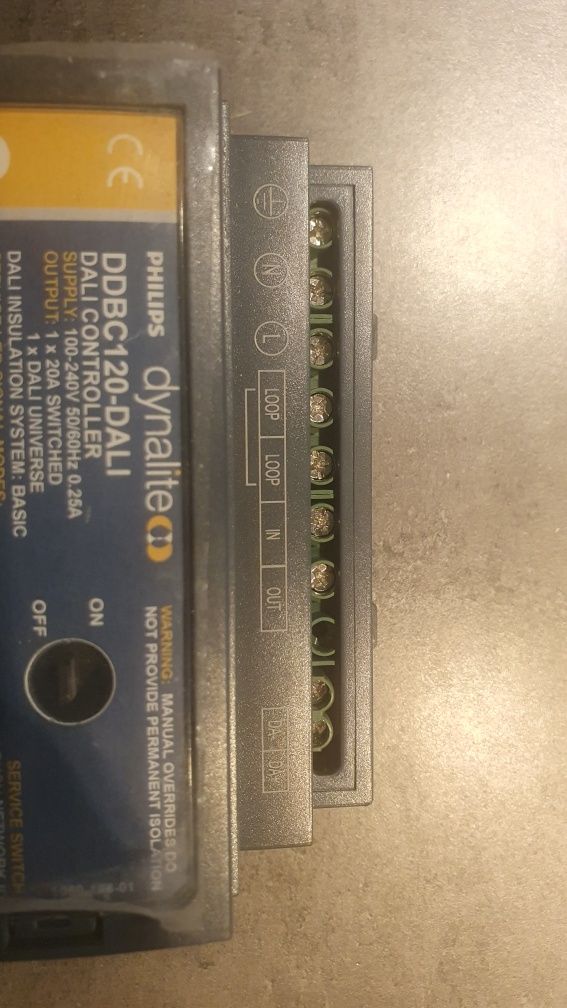 CE
PHILIPS dynalite
DDBC120-DALI
DALI CONTROLLER
SUPPLY: 100-240V 50/60Hz 0.25A
OUTPUT: 1 x 20A SWITCHED
1 x DALI UNIVERSE
DALI INSULATION SYSTEM: BASIC
WARNING: MANUAL OVERRIDES DO
NOT PROVIDE PERMANENT ISOLATION
ON
OFF
SERVICE SWITCH
N
L
LOOP
LOOP
IN
OUT
DA-
DA+